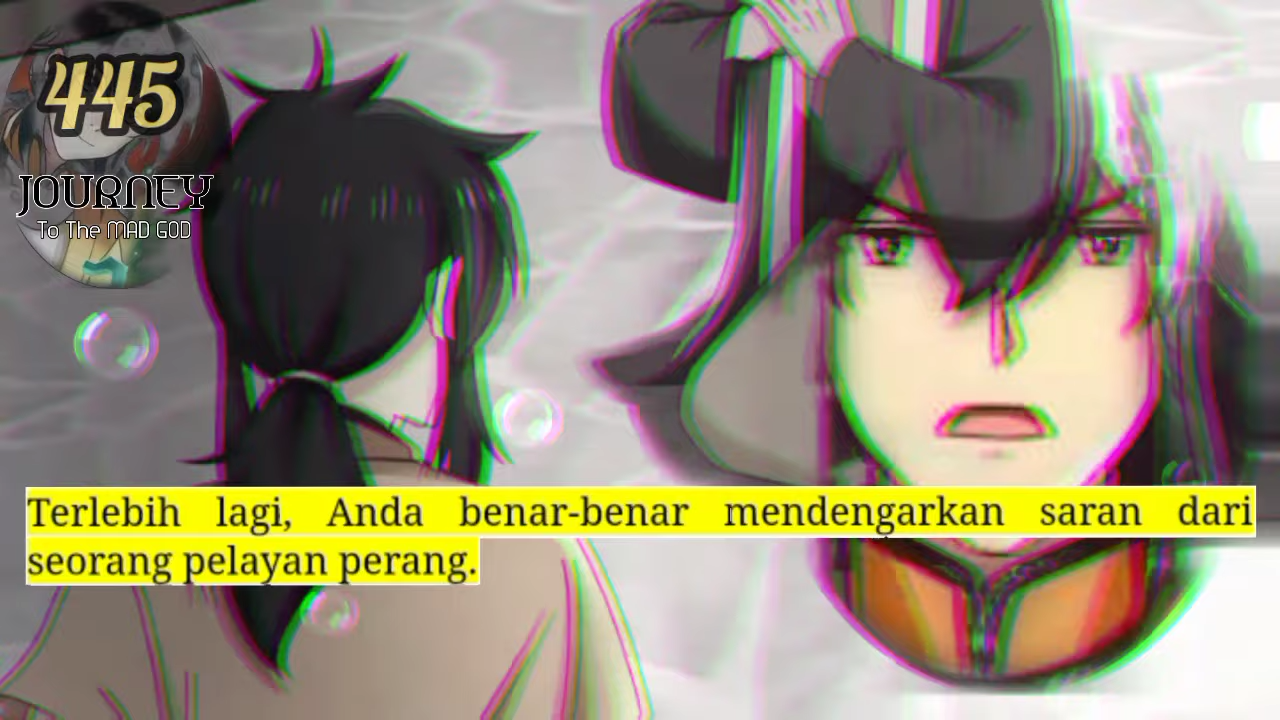 445
JOURNEY
To The MAD GOD
Terlebih lagi, Anda benar-benar mendengarkan saran dari
seorang pelayan perang.